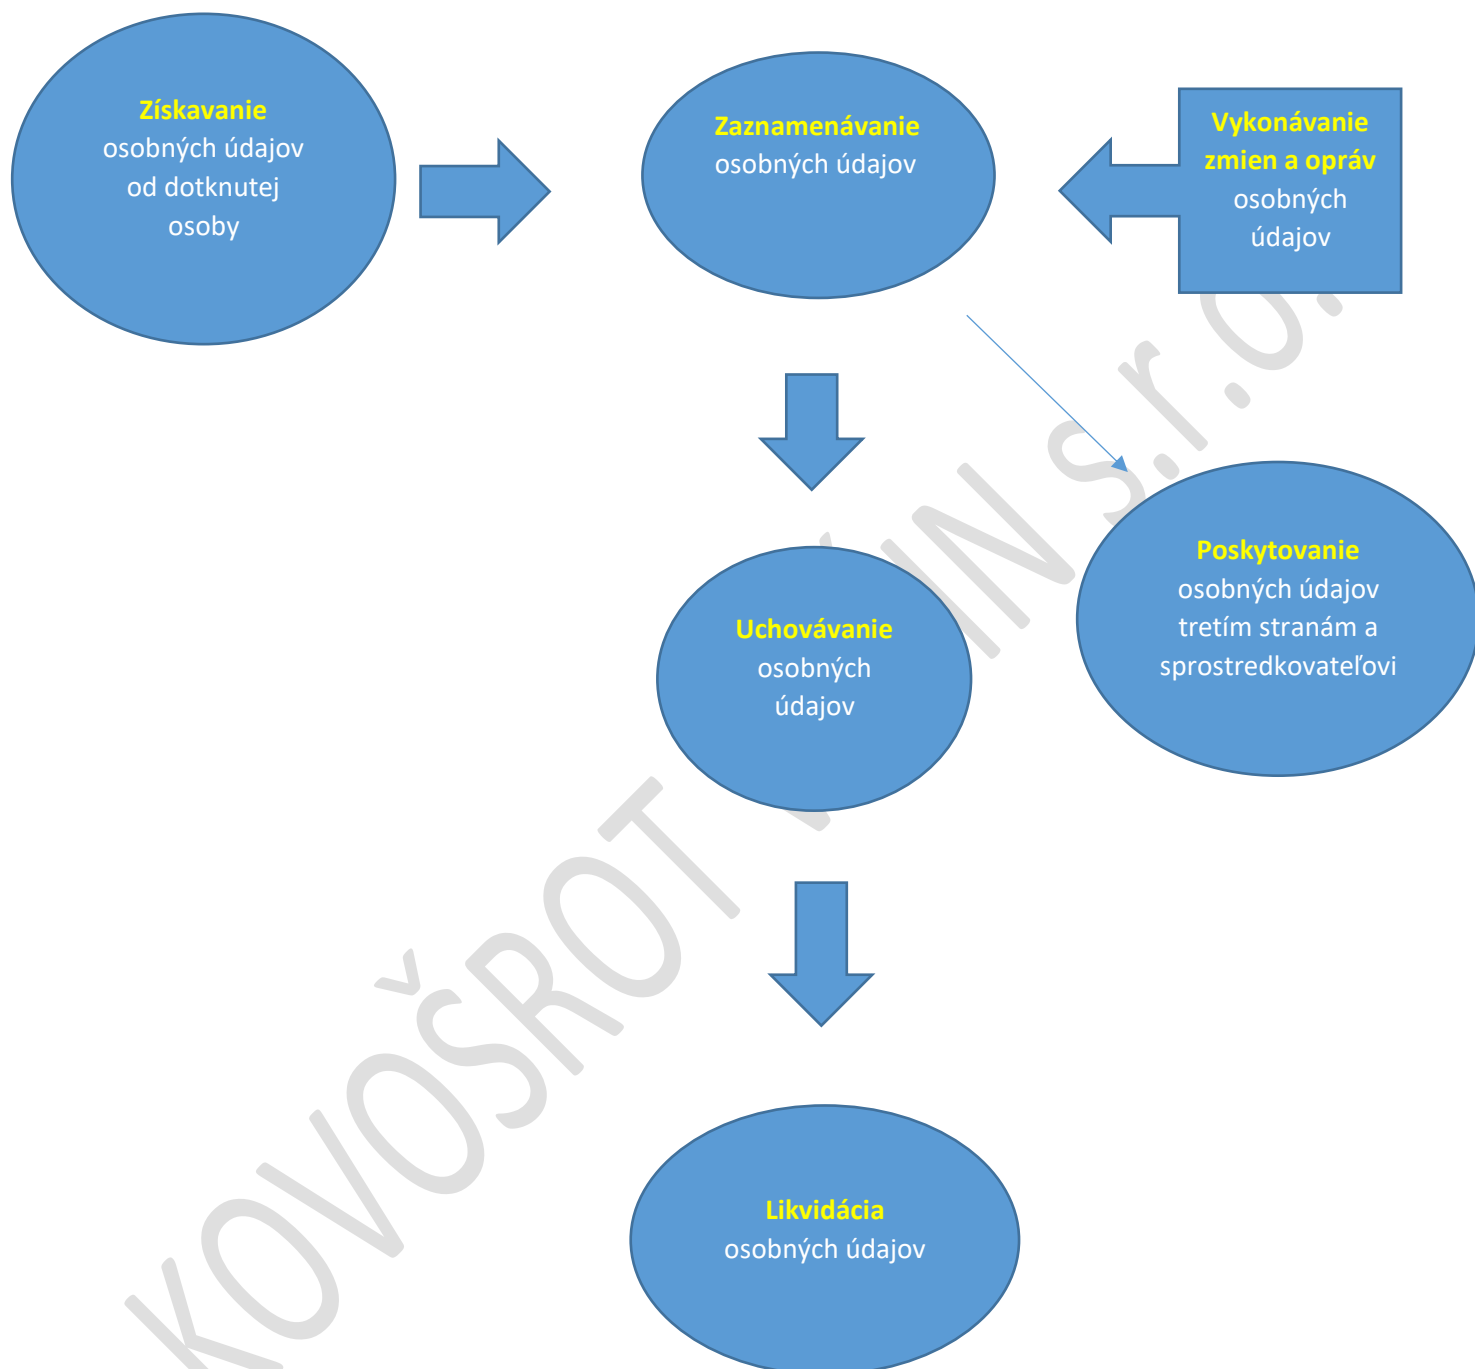 Získavanie
osobných údajov
od dotknutej
osoby
Zaznamenávanie
osobných údajov
Vykonávanie
zmien a opráv
osobných
údajov
Poskytovanie
osobných údajov
tretím stranám a
sprostredkovateľovi
Uchovávanie
osobných
údajov
Likvidácia
osobných údajov
KOVOŠROT
s.r.o.